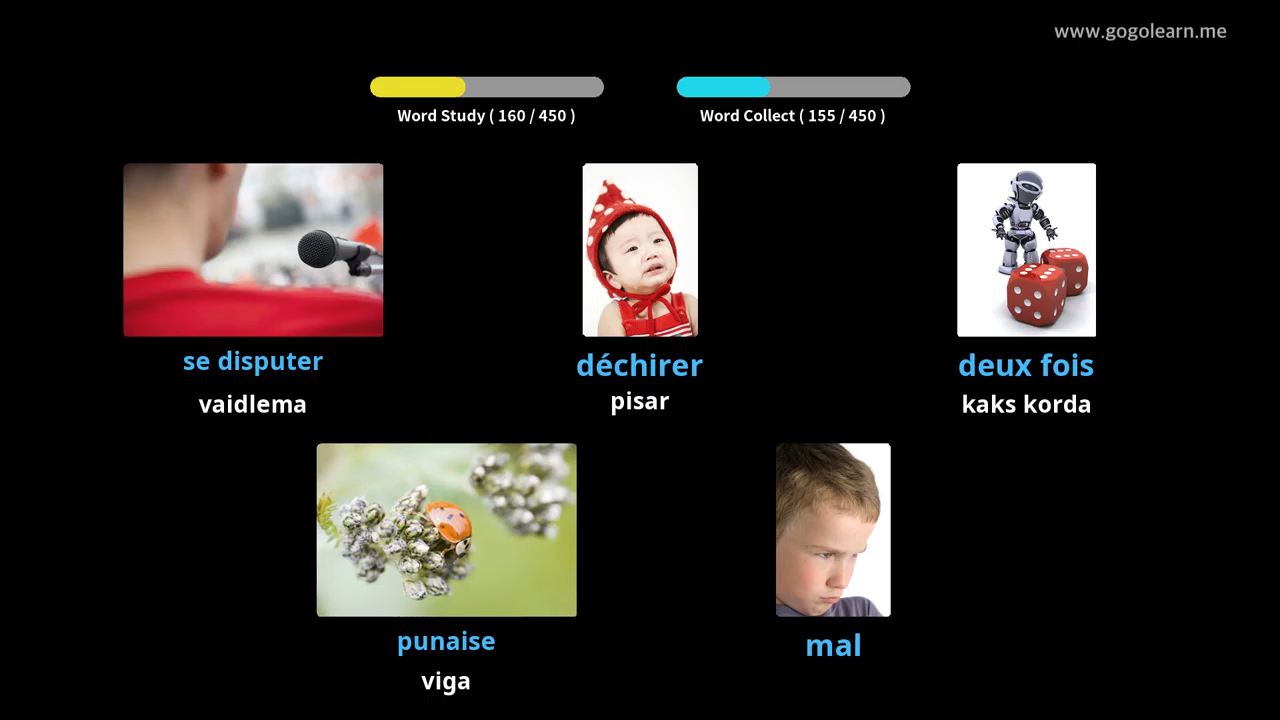 www.gogolearn.me
Word Study ( 160 / 450 )
Word Collect ( 155 / 450 )
se disputer
vaidlema
déchirer
pisar
deux fois
kaks korda
punaise
viga
mal